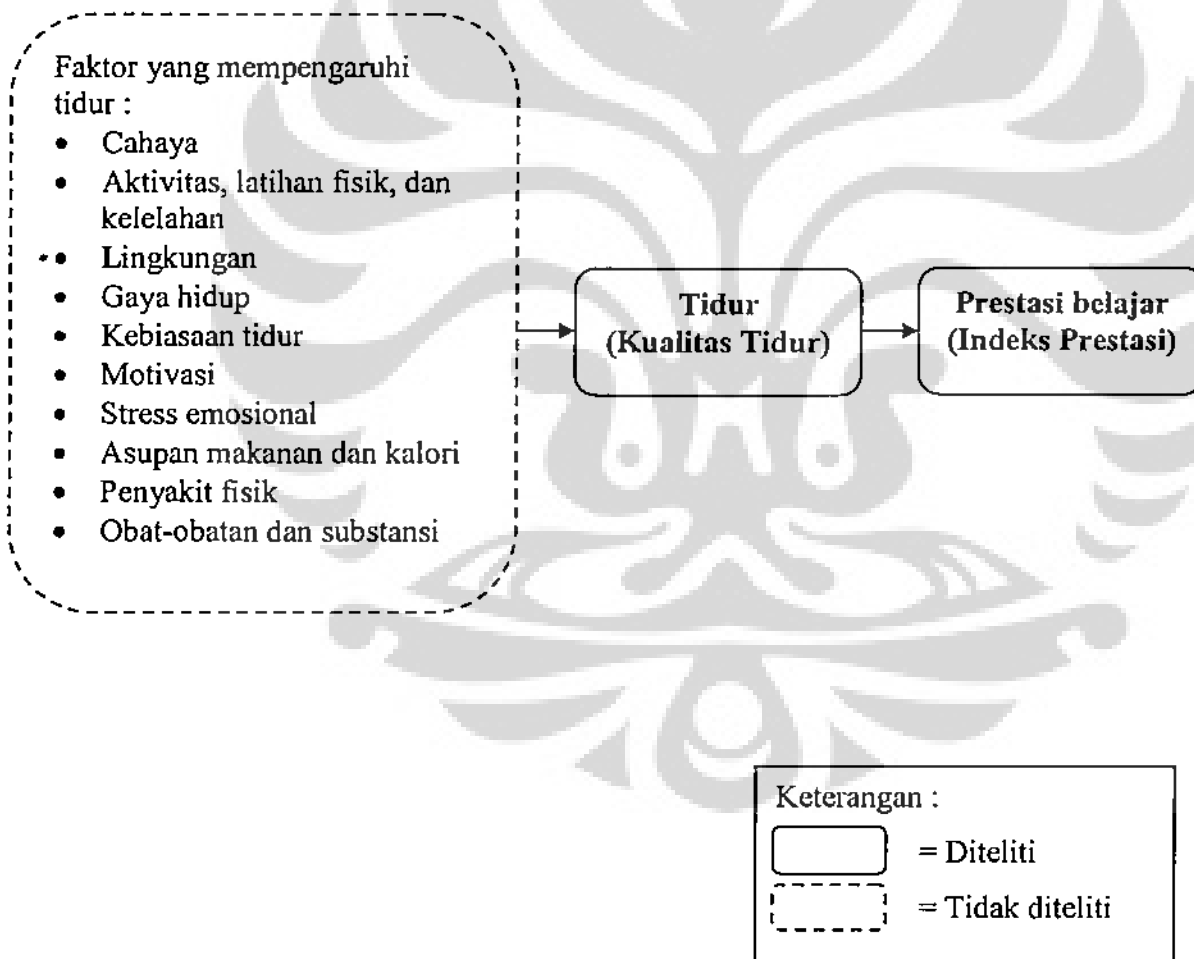 Faktor yang mempengaruhi
tidur :
• Cahaya
• Aktivitas, latihan fisik, dan
kelelahan
• Lingkungan
• Gaya hidup
• Kebiasaan tidur
• Motivasi
• Stress emosional
• Asupan makanan dan kalori
• Penyakit fisik
• Obat-obatan dan substansi
Tidur
(Kualitas Tidur)
Prestasi belajar
(Indeks Prestasi)
Keterangan :
= Diteliti
= Tidak diteliti